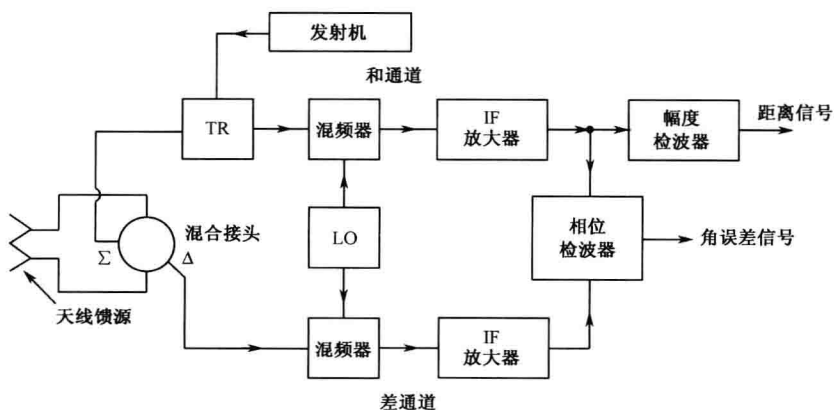 发射机
和通道
TR
混频器
IF
放大器
幅度
检波器
距离信号
混合接头
Σ
Δ
LO
相位
检波器
角误差信号
天线馈源
混频器
IF
放大器
差通道